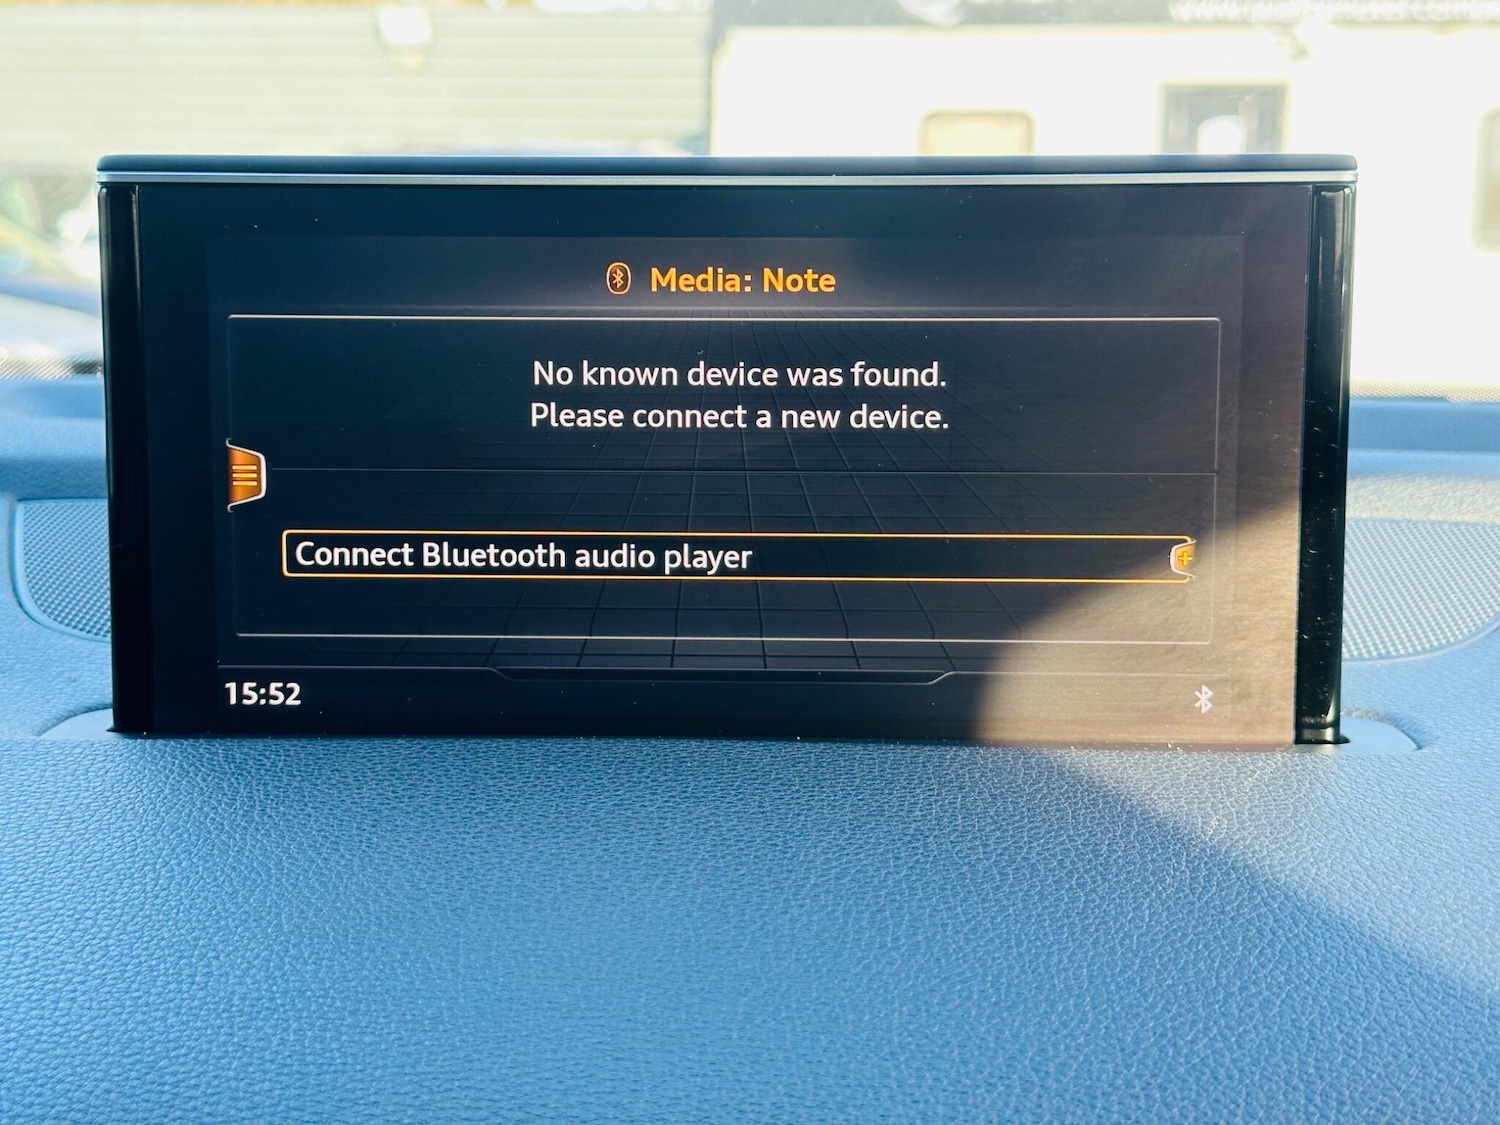 Media: Note
No known device was found.
Please connect a new device.
Connect Bluetooth audio player
15:52